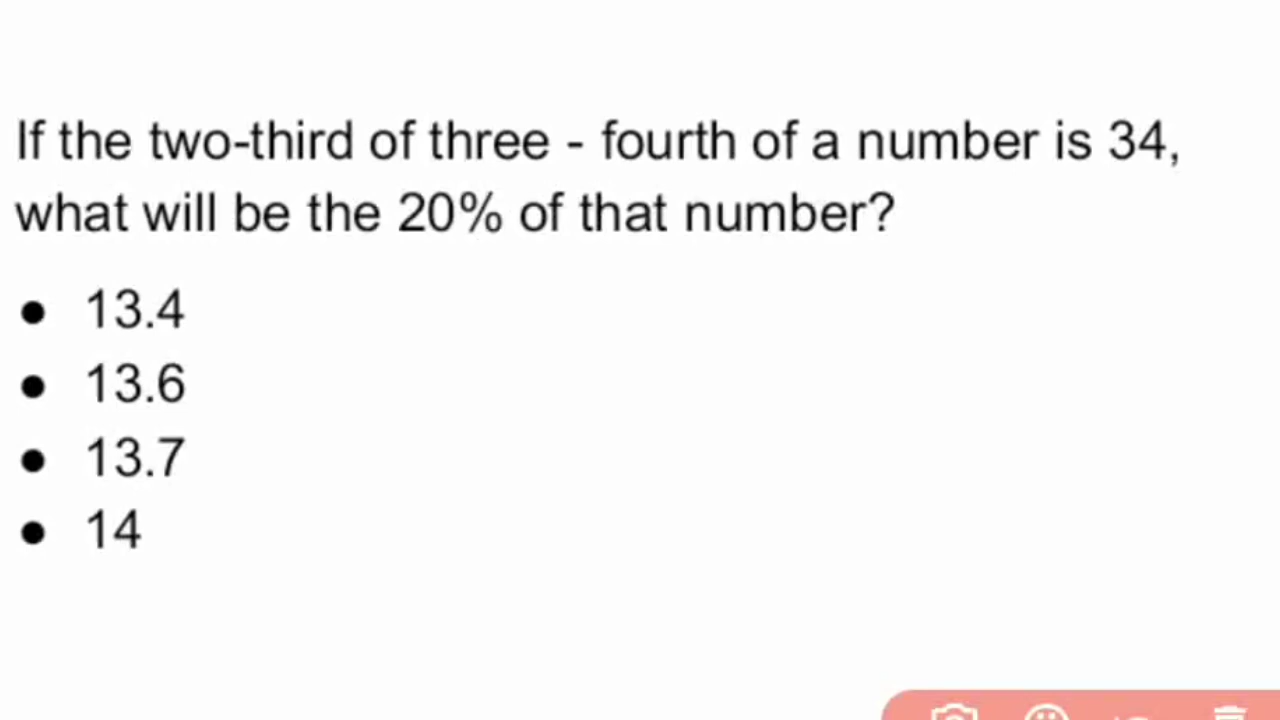 If the two-third of three - fourth of a number is 34,
what will be the 20% of that number?
● 13.4
● 13.6
● 13.7
● 14